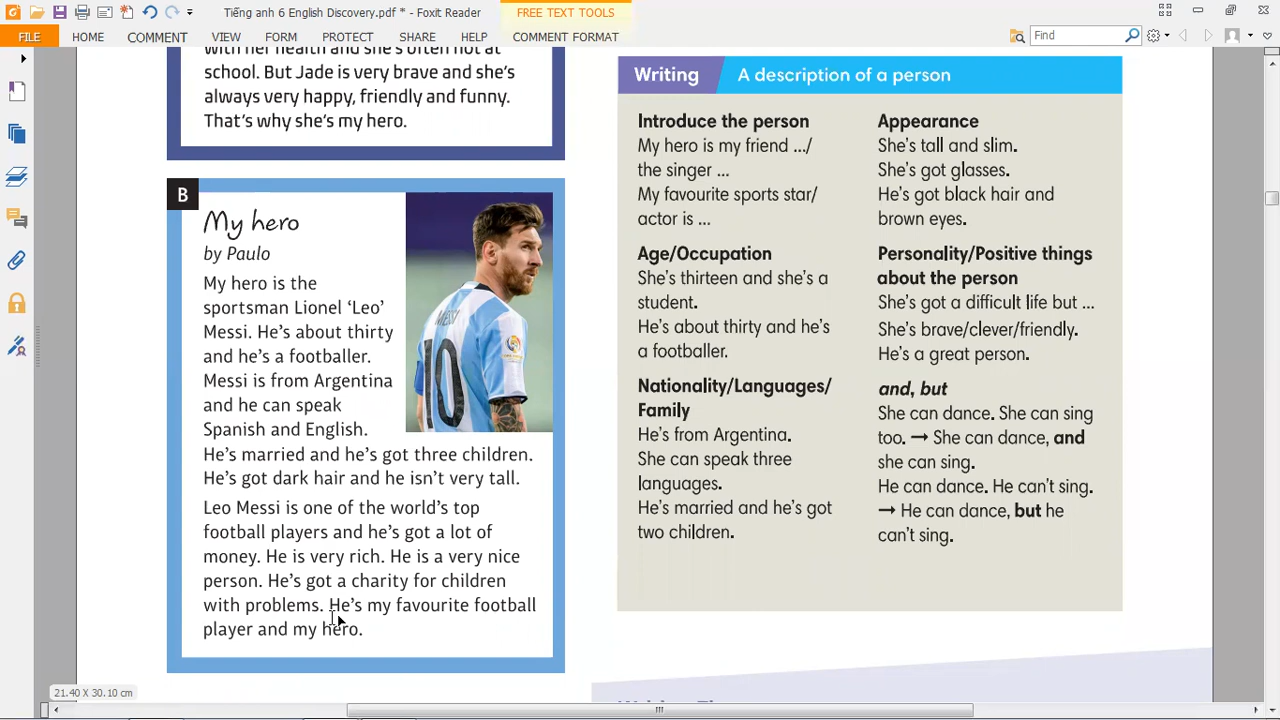 Tiếng anh 6 English Discovery.pdf * - Foxit Reader
FREE TEXT TOOLS
FILE HOME COMMENT VIEW FORM PROTECT SHARE HELP COMMENT FORMAT
Find
with her health and she's often not at
school. But Jade is very brave and she's
always very happy, friendly and funny.
That's why she's my hero.
B
My hero
by Paulo
My hero is the
sportsman Lionel ‘Leo’
Messi. He's about thirty
and he's a footballer.
Messi is from Argentina
and he can speak
Spanish and English.
He's married and he's got three children.
He's got dark hair and he isn't very tall.
Leo Messi is one of the world's top
football players and he's got a lot of
money. He is very rich. He is a very nice
person. He's got a charity for children
with problems. He's my favourite football
player and my hero.
MESSI
10
Writing
A description of a person
Introduce the person
My hero is my friend .../
the singer ...
My favourite sports star/
actor is ...
Age/Occupation
She's thirteen and she's a
student.
He's about thirty and he's
a footballer.
Nationality/Languages/
Family
He's from Argentina.
She can speak three
languages.
He's married and he's got
two children.
Appearance
She's tall and slim.
She's got glasses.
He's got black hair and
brown eyes.
Personality/Positive things
about the person
She's got a difficult life but ...
She's brave/clever/friendly.
He's a great person.
and, but
She can dance. She can sing
too. → She can dance, and
she can sing.
He can dance. He can't sing.
→ He can dance, but he
can't sing.
21.40 X 30.10 cm